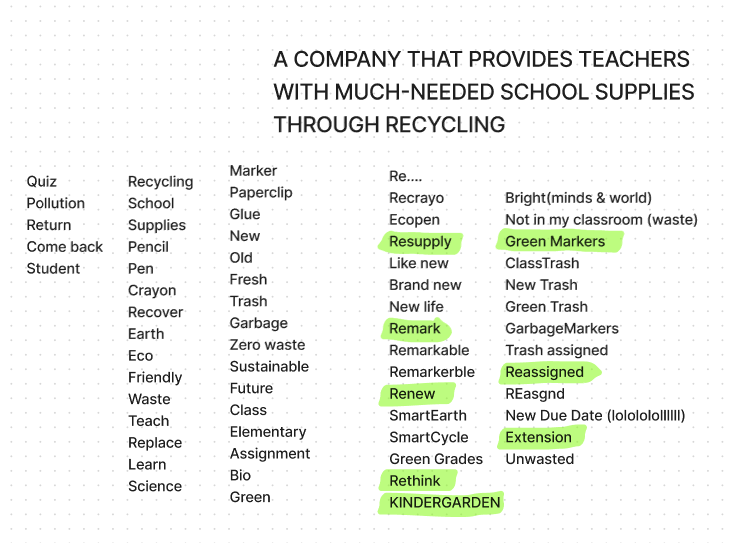 A COMPANY THAT PROVIDES TEACHERS
WITH MUCH-NEEDED SCHOOL SUPPLIES
THROUGH RECYCLING
Quiz
Pollution
Return
Come back
Student
Recycling
School
Supplies
Pencil
Pen
Crayon
Recover
Earth
Eco
Friendly
Waste
Teach
Replace
Learn
Science
Marker
Paperclip
Glue
New
Old
Fresh
Trash
Garbage
Zero waste
Sustainable
Future
Class
Elementary
Assignment
Bio
Green
Re....
Recrayo
Ecopen
Resupply
Like new
Brand new
New life
Remark
Remarkable
Remarkerble
Renew
SmartEarth
SmartCycle
Green Grades
Rethink
KINDERGARDEN
Bright(minds & world)
Not in my classroom (waste)
Green Markers
ClassTrash
New Trash
Green Trash
GarbageMarkers
Trash assigned
Reassigned
REasgnd
New Due Date (lolololollllll)
Extension
Unwasted